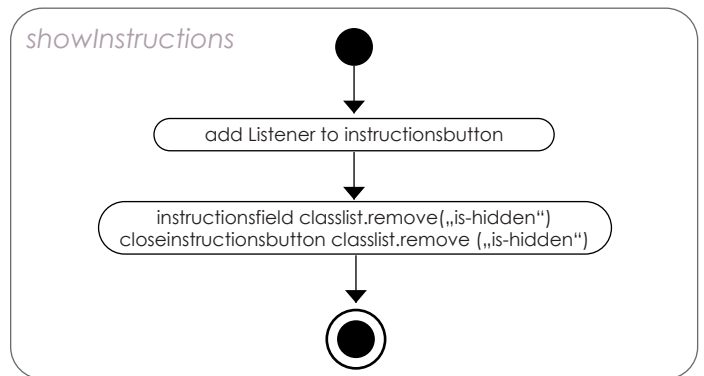 showInstructions
add Listener to instructionsbutton
instructionsfield classlist.remove(„is-hidden“)
closeinstructionsbutton classlist.remove („is-hidden“)